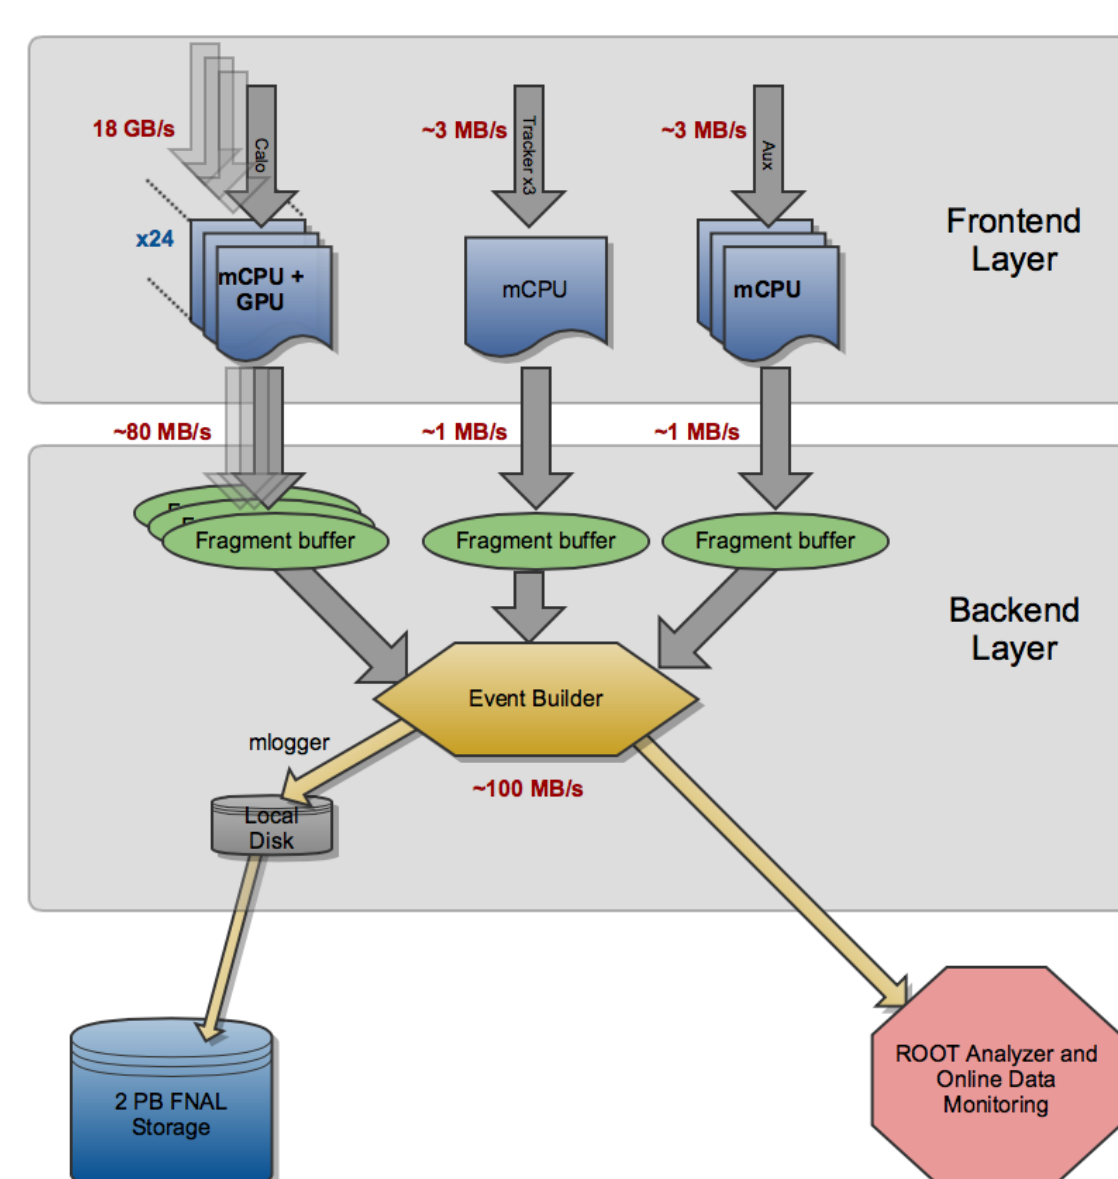 18 GB/s
Calo
~3 MB/s
Tracker x3
~3 MB/s
Aux
x24
mCPU +
GPU
mCPU
mCPU
Frontend
Layer
~80 MB/s
~1 MB/s
~1 MB/s
Fragment buffer
Fragment buffer
Fragment buffer
Backend
Layer
Event Builder
mlogger
~100 MB/s
Local
Disk
2 PB FNAL
Storage
ROOT Analyzer and
Online Data
Monitoring